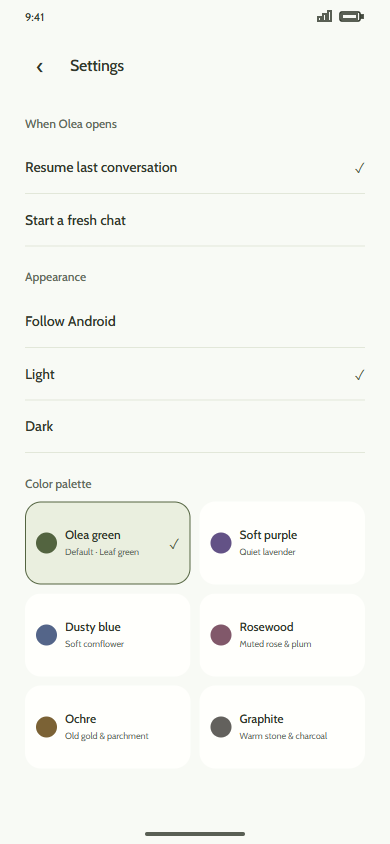 9:41
Settings
When Olea opens
Resume last conversation
Start a fresh chat
Appearance
Follow Android
Light
Dark
Color palette
Olea green
Default · Leaf green
Soft purple
Quiet lavender
Dusty blue
Soft cornflower
Rosewood
Muted rose & plum
Ochre
Old gold & parchment
Graphite
Warm stone & charcoal